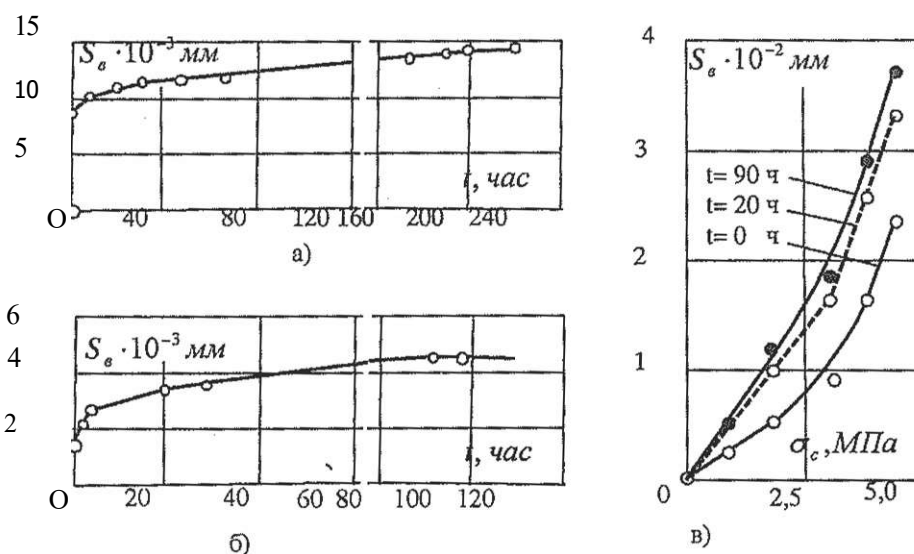 15
S_в · 10⁻³ мм
10
5
t, час
O 40 80 120 160 200 240
а)
6
S_в · 10⁻³ мм
4
2
t, час
O 20 40 60 80 100 120
б)
4
S_в · 10⁻² мм
3
t= 90 ч
t= 20 ч
t= 0 ч
2
1
σ_c, МПа
0 2,5 5,0
в)